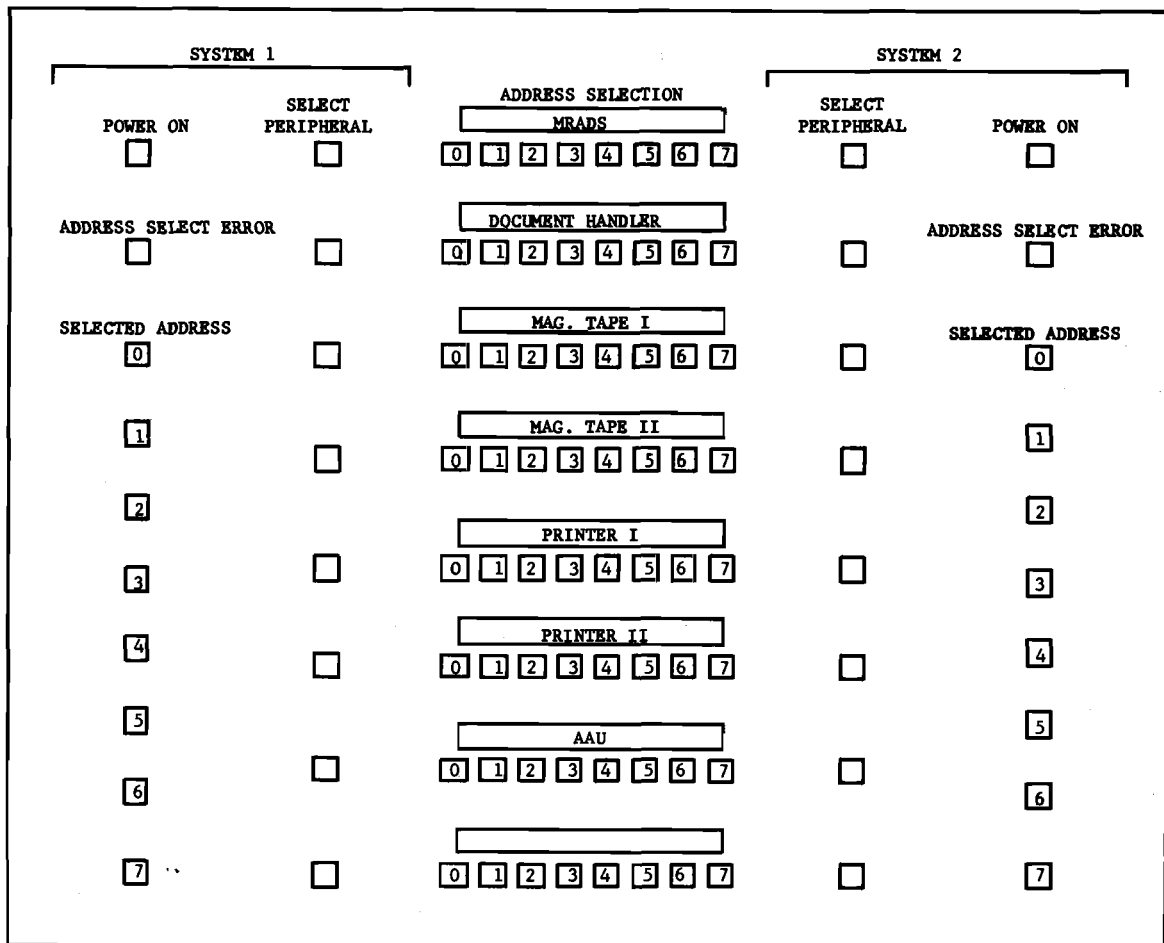 SYSTEM 1
SYSTEM 2
POWER ON
SELECT PERIPHERAL
ADDRESS SELECTION
MRADS
0 1 2 3 4 5 6 7
SELECT PERIPHERAL
POWER ON
ADDRESS SELECT ERROR
DOCUMENT HANDLER
0 1 2 3 4 5 6 7
ADDRESS SELECT ERROR
SELECTED ADDRESS
0
MAG. TAPE I
0 1 2 3 4 5 6 7
SELECTED ADDRESS
0
1
MAG. TAPE II
0 1 2 3 4 5 6 7
1
2
2
3
PRINTER I
0 1 2 3 4 5 6 7
3
4
PRINTER II
0 1 2 3 4 5 6 7
4
5
AAU
0 1 2 3 4 5 6 7
5
6
6
7
0 1 2 3 4 5 6 7
7